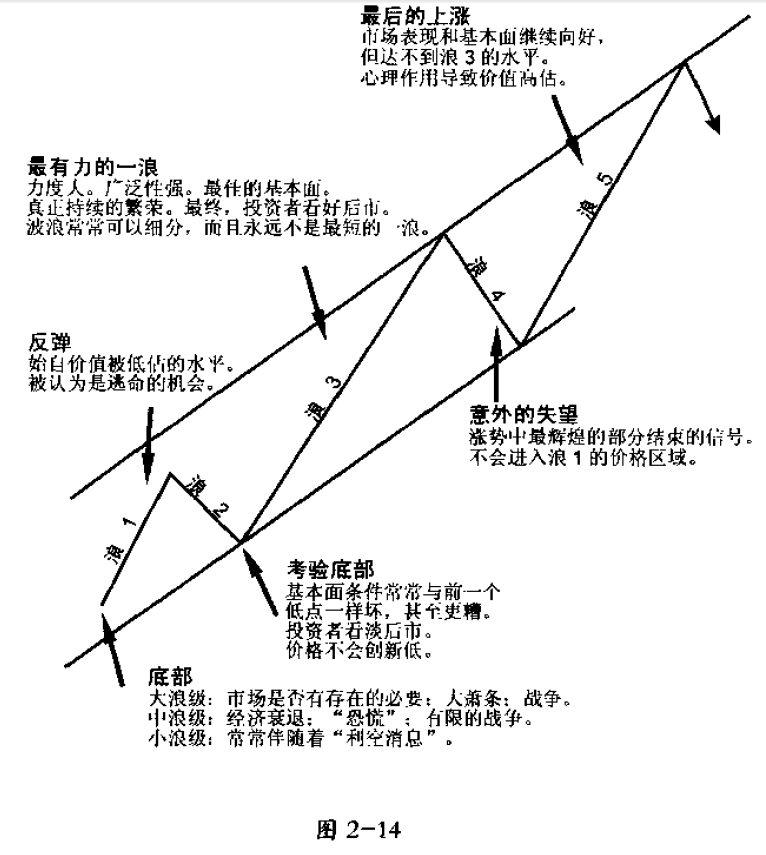 最后的上涨
市场表现和基本面继续向好，
但达不到浪 3 的水平。
心理作用导致价值高估。
最有力的一浪
力度人。广泛性强。最佳的基本面。
真正持续的繁荣。最终，投资者看好后市。
波浪常常可以细分，而且永远不是最短的一浪。
反弹
始自价值被低估的水平。
被认为是逃命的机会。
浪 1
浪 2
浪 3
浪 4
浪 5
意外的失望
涨势中最辉煌的部分结束的信号。
不会进入浪 1 的价格区域。
考验底部
基本面条件常常与前一个
低点一样坏，甚至更糟。
投资者看淡后市。
价格不会创新低。
底部
大浪级：市场是否有存在的必要；大萧条；战争。
中浪级：经济衰退；“恐慌”；有限的战争。
小浪级：常常伴随着“利空消息”。
图 2-14